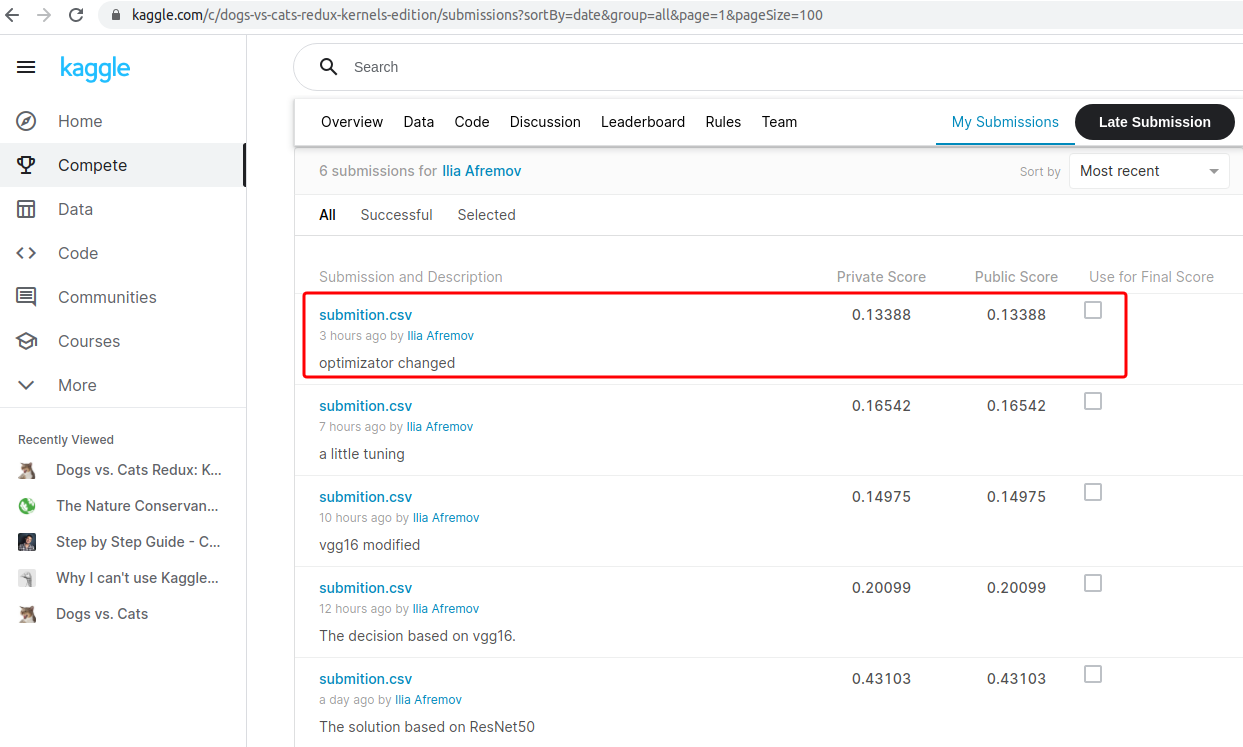 kaggle.com/c/dogs-vs-cats-redux-kernels-edition/submissions?sortBy=date&group=all&page=1&pageSize=100
kaggle
Search
Home
Compete
Data
Code
Communities
Courses
More
Recently Viewed
Dogs vs. Cats Redux: K...
The Nature Conservan...
Step by Step Guide - C...
Why I can't use Kaggle...
Dogs vs. Cats
Overview Data Code Discussion Leaderboard Rules Team My Submissions Late Submission
6 submissions for Ilia Afremov Sort by Most recent
All Successful Selected
Submission and Description Private Score Public Score Use for Final Score
submition.csv 0.13388 0.13388
3 hours ago by Ilia Afremov
optimizator changed
submition.csv 0.16542 0.16542
7 hours ago by Ilia Afremov
a little tuning
submition.csv 0.14975 0.14975
10 hours ago by Ilia Afremov
vgg16 modified
submition.csv 0.20099 0.20099
12 hours ago by Ilia Afremov
The decision based on vgg16.
submition.csv 0.43103 0.43103
a day ago by Ilia Afremov
The solution based on ResNet50